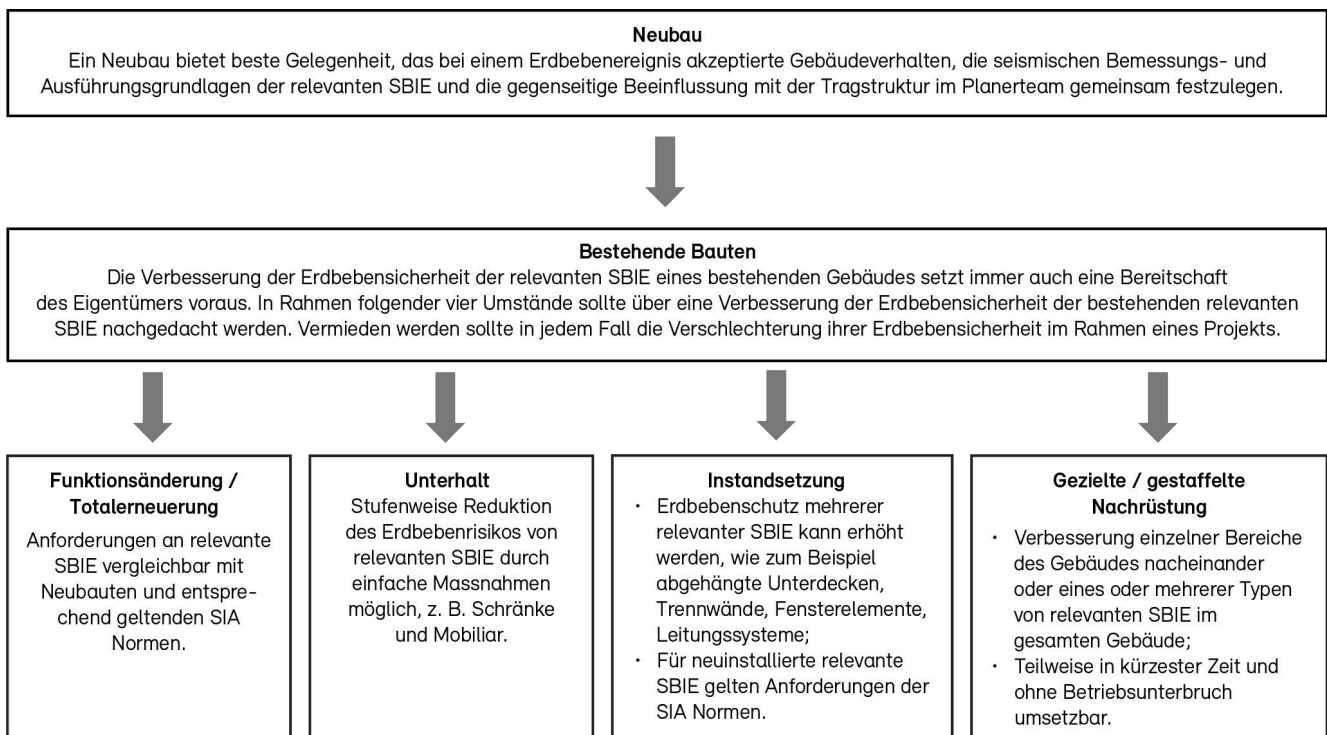 Neubau
Ein Neubau bietet beste Gelegenheit, das bei einem Erdbebenereignis akzeptierte Gebäudeverhalten, die seismischen Bemessungs- und
Ausführungsgrundlagen der relevanten SBIE und die gegenseitige Beeinflussung mit der Tragstruktur im Planerteam gemeinsam festzulegen.
Bestehende Bauten
Die Verbesserung der Erdbebensicherheit der relevanten SBIE eines bestehenden Gebäudes setzt immer auch eine Bereitschaft
des Eigentümers voraus. In Rahmen folgender vier Umstände sollte über eine Verbesserung der Erdbebensicherheit der bestehenden relevanten
SBIE nachgedacht werden. Vermieden werden sollte in jedem Fall die Verschlechterung ihrer Erdbebensicherheit im Rahmen eines Projekts.
Funktionsänderung /
Totalerneuerung
Anforderungen an relevante
SBIE vergleichbar mit
Neubauten und entspre-
chend geltenden SIA
Normen.
Unterhalt
Stufenweise Reduktion
des Erdbebenrisikos von
relevanten SBIE durch
einfache Massnahmen
möglich, z. B. Schränke
und Mobiliar.
Instandsetzung
• Erdbebenschutz mehrerer
relevanter SBIE kann erhöht
werden, wie zum Beispiel
abgehängte Unterdecken,
Trennwände, Fensterelemente,
Leitungssysteme;
• Für neuinstallierte relevante
SBIE gelten Anforderungen der
SIA Normen.
Gezielte / gestaffelte
Nachrüstung
• Verbesserung einzelner Bereiche
des Gebäudes nacheinander
oder eines oder mehrerer Typen
von relevanten SBIE im
gesamten Gebäude;
• Teilweise in kürzester Zeit und
ohne Betriebsunterbruch
umsetzbar.